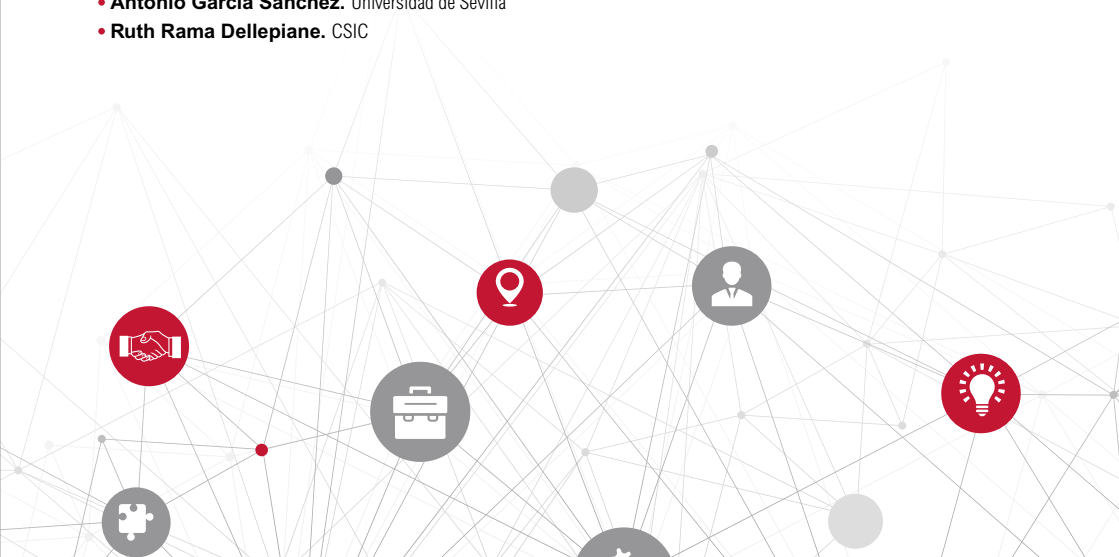 • Antonio García Sánchez. Universidad de Sevilla
• Ruth Rama Dellepiane. CSIC